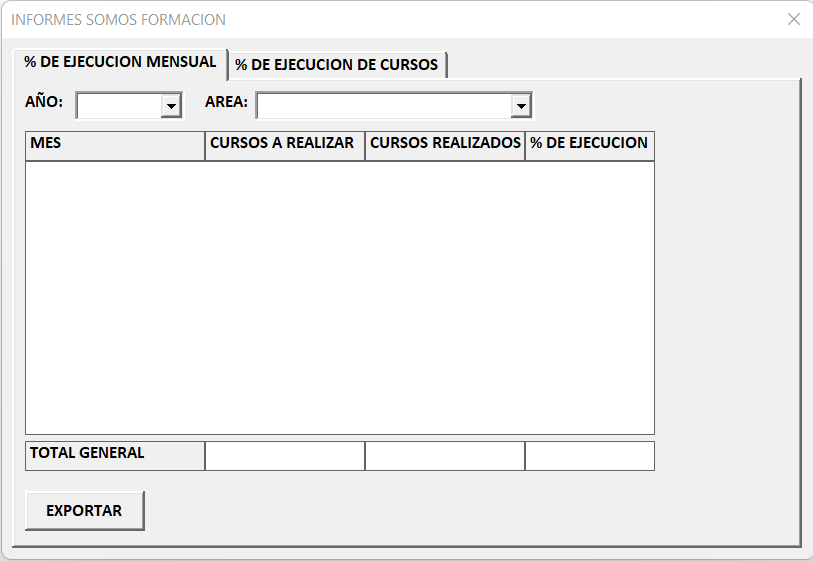 INFORMES SOMOS FORMACION
% DE EJECUCION MENSUAL
% DE EJECUCION DE CURSOS
AÑO:
AREA:
MES
CURSOS A REALIZAR
CURSOS REALIZADOS
% DE EJECUCION
TOTAL GENERAL
EXPORTAR